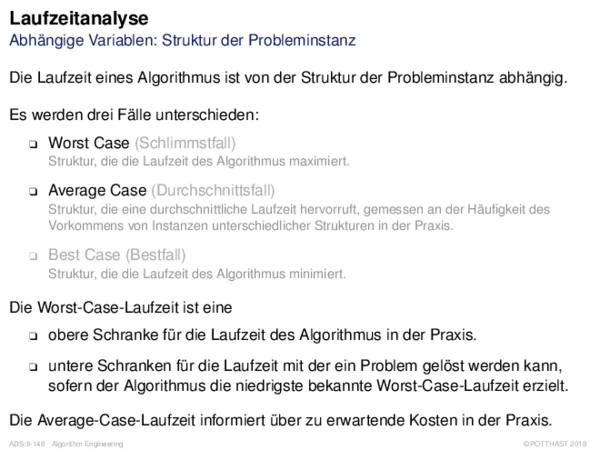 Laufzeitanalyse
Abhängige Variablen: Struktur der Probleminstanz
Die Laufzeit eines Algorithmus ist von der Struktur der Probleminstanz abhängig.
Es werden drei Fälle unterschieden:
❑ Worst Case (Schlimmstfall)
Struktur, die die Laufzeit des Algorithmus maximiert.
❑ Average Case (Durchschnittsfall)
Struktur, die eine durchschnittliche Laufzeit hervorruft, gemessen an der Häufigkeit des
Vorkommens von Instanzen unterschiedlicher Strukturen in der Praxis.
❑ Best Case (Bestfall)
Struktur, die die Laufzeit des Algorithmus minimiert.
Die Worst-Case-Laufzeit ist eine
❑ obere Schranke für die Laufzeit des Algorithmus in der Praxis.
❑ untere Schranken für die Laufzeit mit der ein Problem gelöst werden kann,
sofern der Algorithmus die niedrigste bekannte Worst-Case-Laufzeit erzielt.
Die Average-Case-Laufzeit informiert über zu erwartende Kosten in der Praxis.
ADS:II-148 Algorithm Engineering © POTTHAST 2018